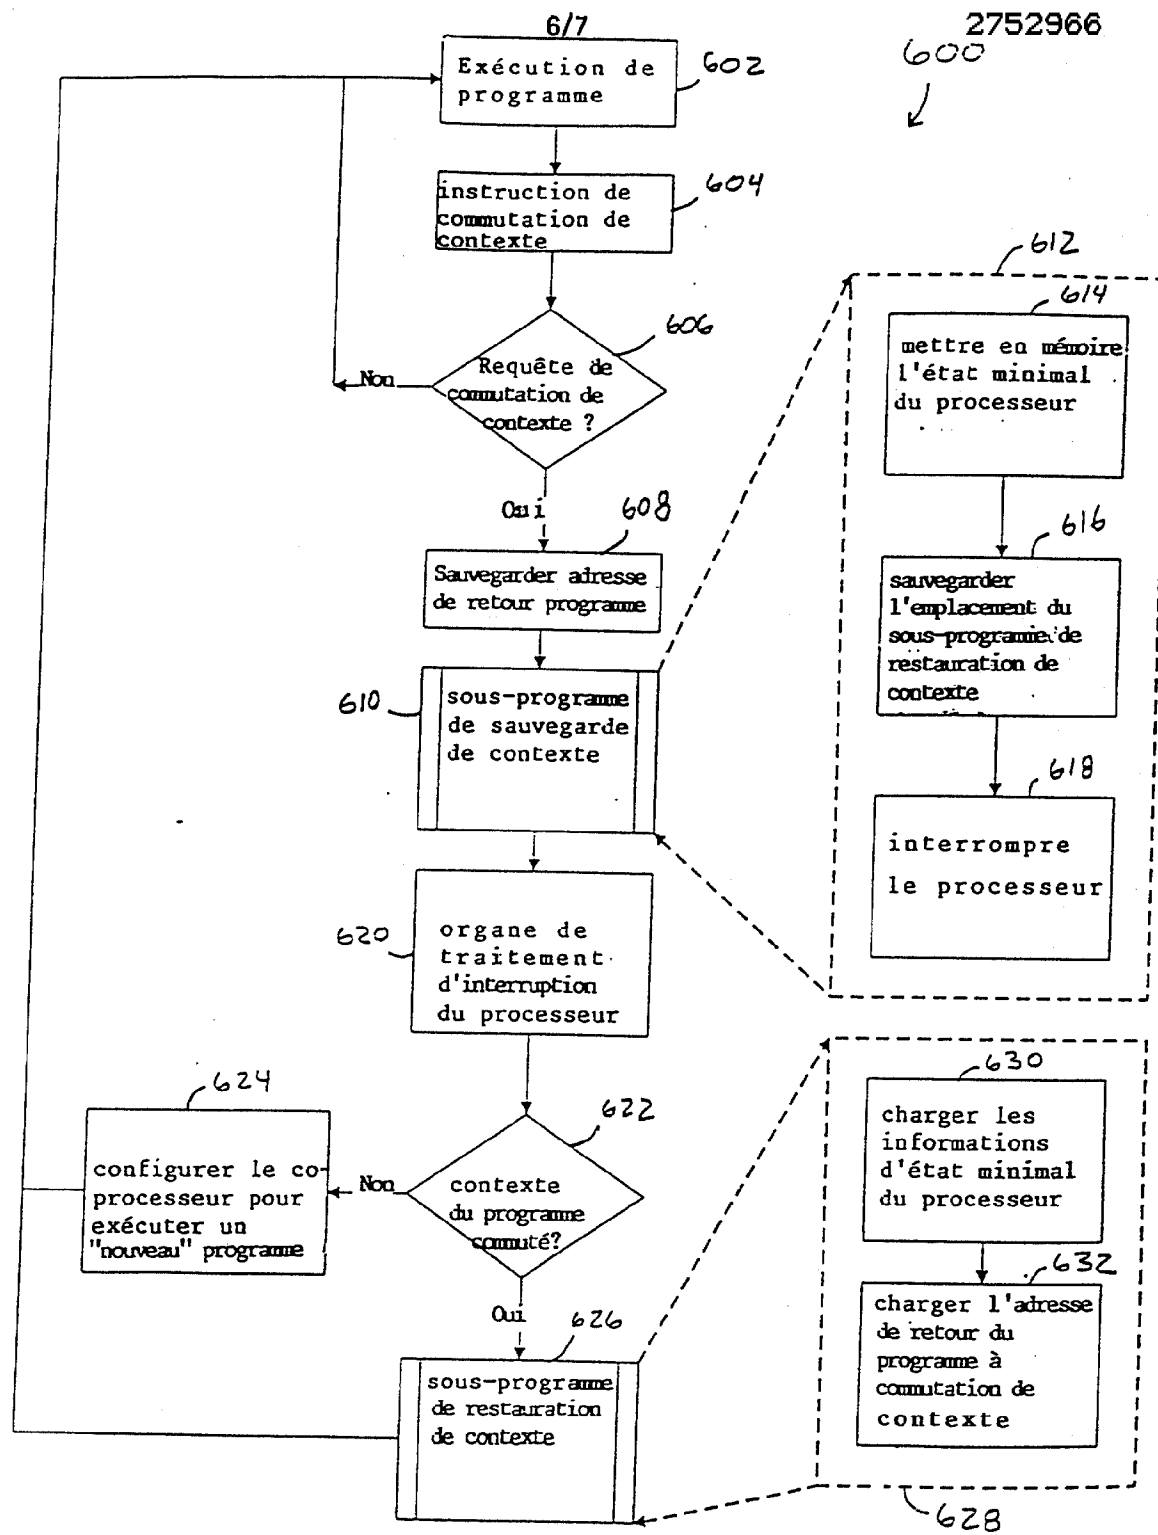 6/7
2752966
600
Exécution de
programme
602
instruction de
commutation de
contexte
604
Requête de
commutation de
contexte ?
606
Non
Oui
608
Sauvegarder adresse
de retour programme
610
sous-programme
de sauvegarde
de contexte
612
614
mettre en mémoire
l'état minimal
du processeur
616
sauvegarder
l'emplacement du
sous-programme de
restauration de
contexte
618
interrompre
le processeur
620
organe de
traitement
d'interruption
du processeur
622
contexte
du programme
commuté?
Non
624
configurer le co-
processeur pour
exécuter un
"nouveau" programme
Oui
626
sous-programme
de restauration
de contexte
630
charger les
informations
d'état minimal
du processeur
632
charger l'adresse
de retour du
programme à
commutation de
contexte
628